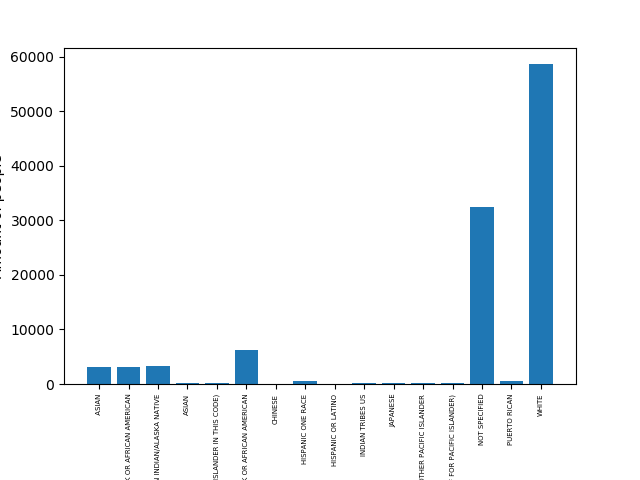 60000
50000
40000
30000
20000
10000
0
ASIAN
OR AFRICAN AMERICAN
INDIAN/ALASKA NATIVE
ASIAN
ISLANDER IN THIS CODE)
OR AFRICAN AMERICAN
CHINESE
HISPANIC ONE RACE
HISPANIC OR LATINO
INDIAN TRIBES US
JAPANESE
OTHER PACIFIC ISLANDER
FOR PACIFIC ISLANDER)
NOT SPECIFIED
PUERTO RICAN
WHITE